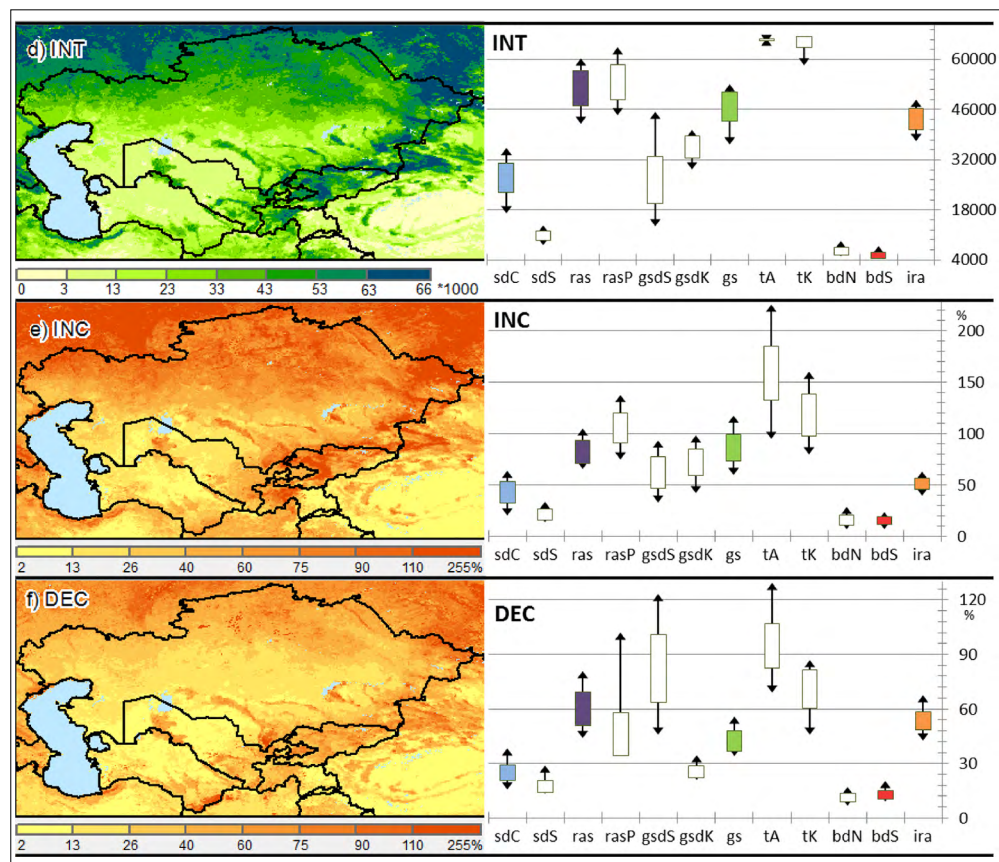 d) INT
0 3 13 23 33 43 53 63 66 *1000
INT
60000
46000
32000
18000
4000
sdC sdS ras rasP gsdS gsdK gs tA tK bdN bdS ira
e) INC
2 13 26 39 60 75 90 110 255%
INC
%
200
150
100
50
0
sdC sdS ras rasP gsdS gsdK gs tA tK bdN bdS ira
f) DEC
2 13 26 39 60 75 90 110 255%
DEC
120
%
90
60
30
0
sdC sdS ras rasP gsdS gsdK gs tA tK bdN bdS ira